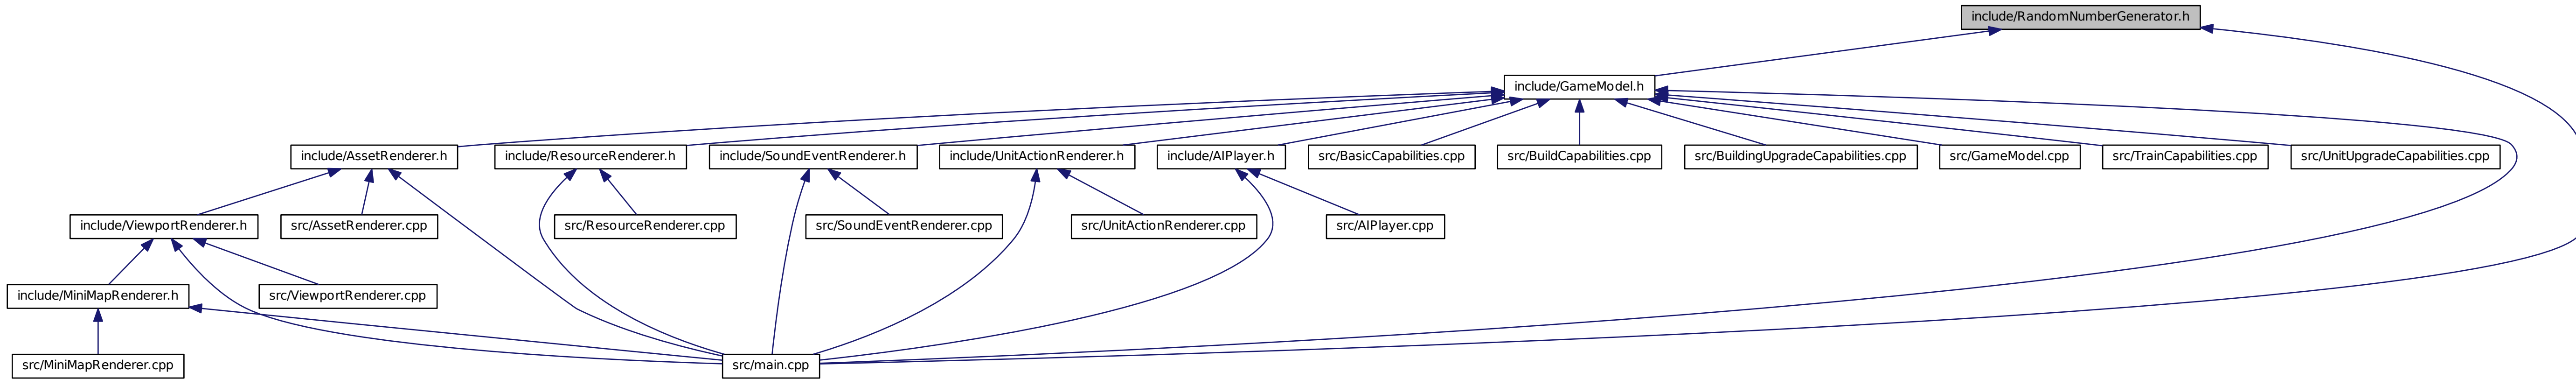 include/RandomNumberGenerator.h
include/GameModel.h
include/AssetRenderer.h
include/ResourceRenderer.h
include/SoundEventRenderer.h
include/UnitActionRenderer.h
include/AIPlayer.h
src/BasicCapabilities.cpp
src/BuildCapabilities.cpp
src/BuildingUpgradeCapabilities.cpp
src/GameModel.cpp
src/TrainCapabilities.cpp
src/UnitUpgradeCapabilities.cpp
include/ViewportRenderer.h
src/AssetRenderer.cpp
src/ResourceRenderer.cpp
src/SoundEventRenderer.cpp
src/UnitActionRenderer.cpp
src/AIPlayer.cpp
include/MiniMapRenderer.h
src/ViewportRenderer.cpp
src/MiniMapRenderer.cpp
src/main.cpp